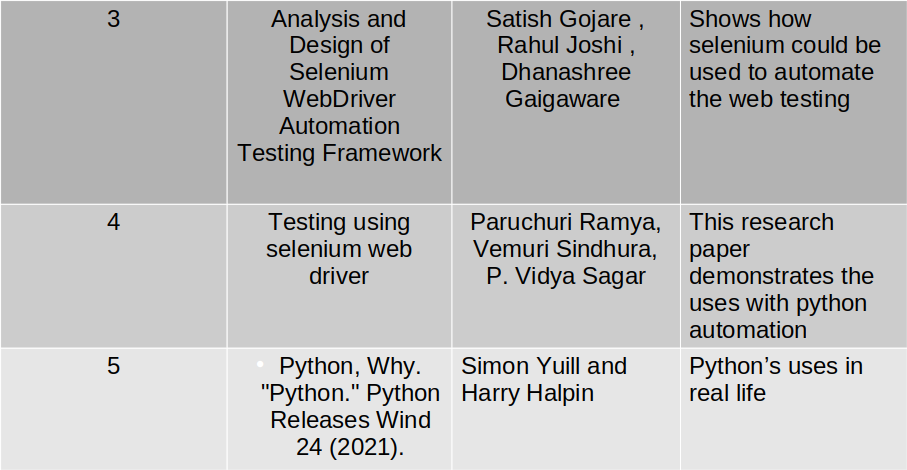 3
Analysis and
Design of
Selenium
WebDriver
Automation
Testing Framework
Satish Gojare ,
Rahul Joshi ,
Dhanashree
Gaigaware
Shows how
selenium could be
used to automate
the web testing
4
Testing using
selenium web
driver
Paruchuri Ramya,
Vemuri Sindhura,
P. Vidya Sagar
This research
paper
demonstrates the
uses with python
automation
5
• Python, Why.
"Python." Python
Releases Wind
24 (2021).
Simon Yuill and
Harry Halpin
Python’s uses in
real life